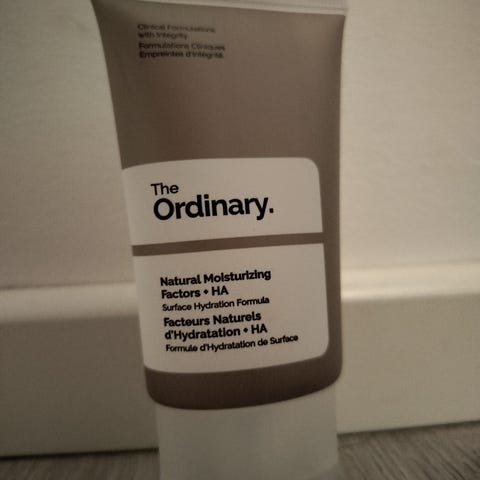 Clinical Formulations
with Integrity.
Formulations Cliniques
Empreintes d'Intégrité.
The
Ordinary.
Natural Moisturizing
Factors + HA
Surface Hydration Formula
Facteurs Naturels
d'Hydratation + HA
Formule d'Hydratation de Surface